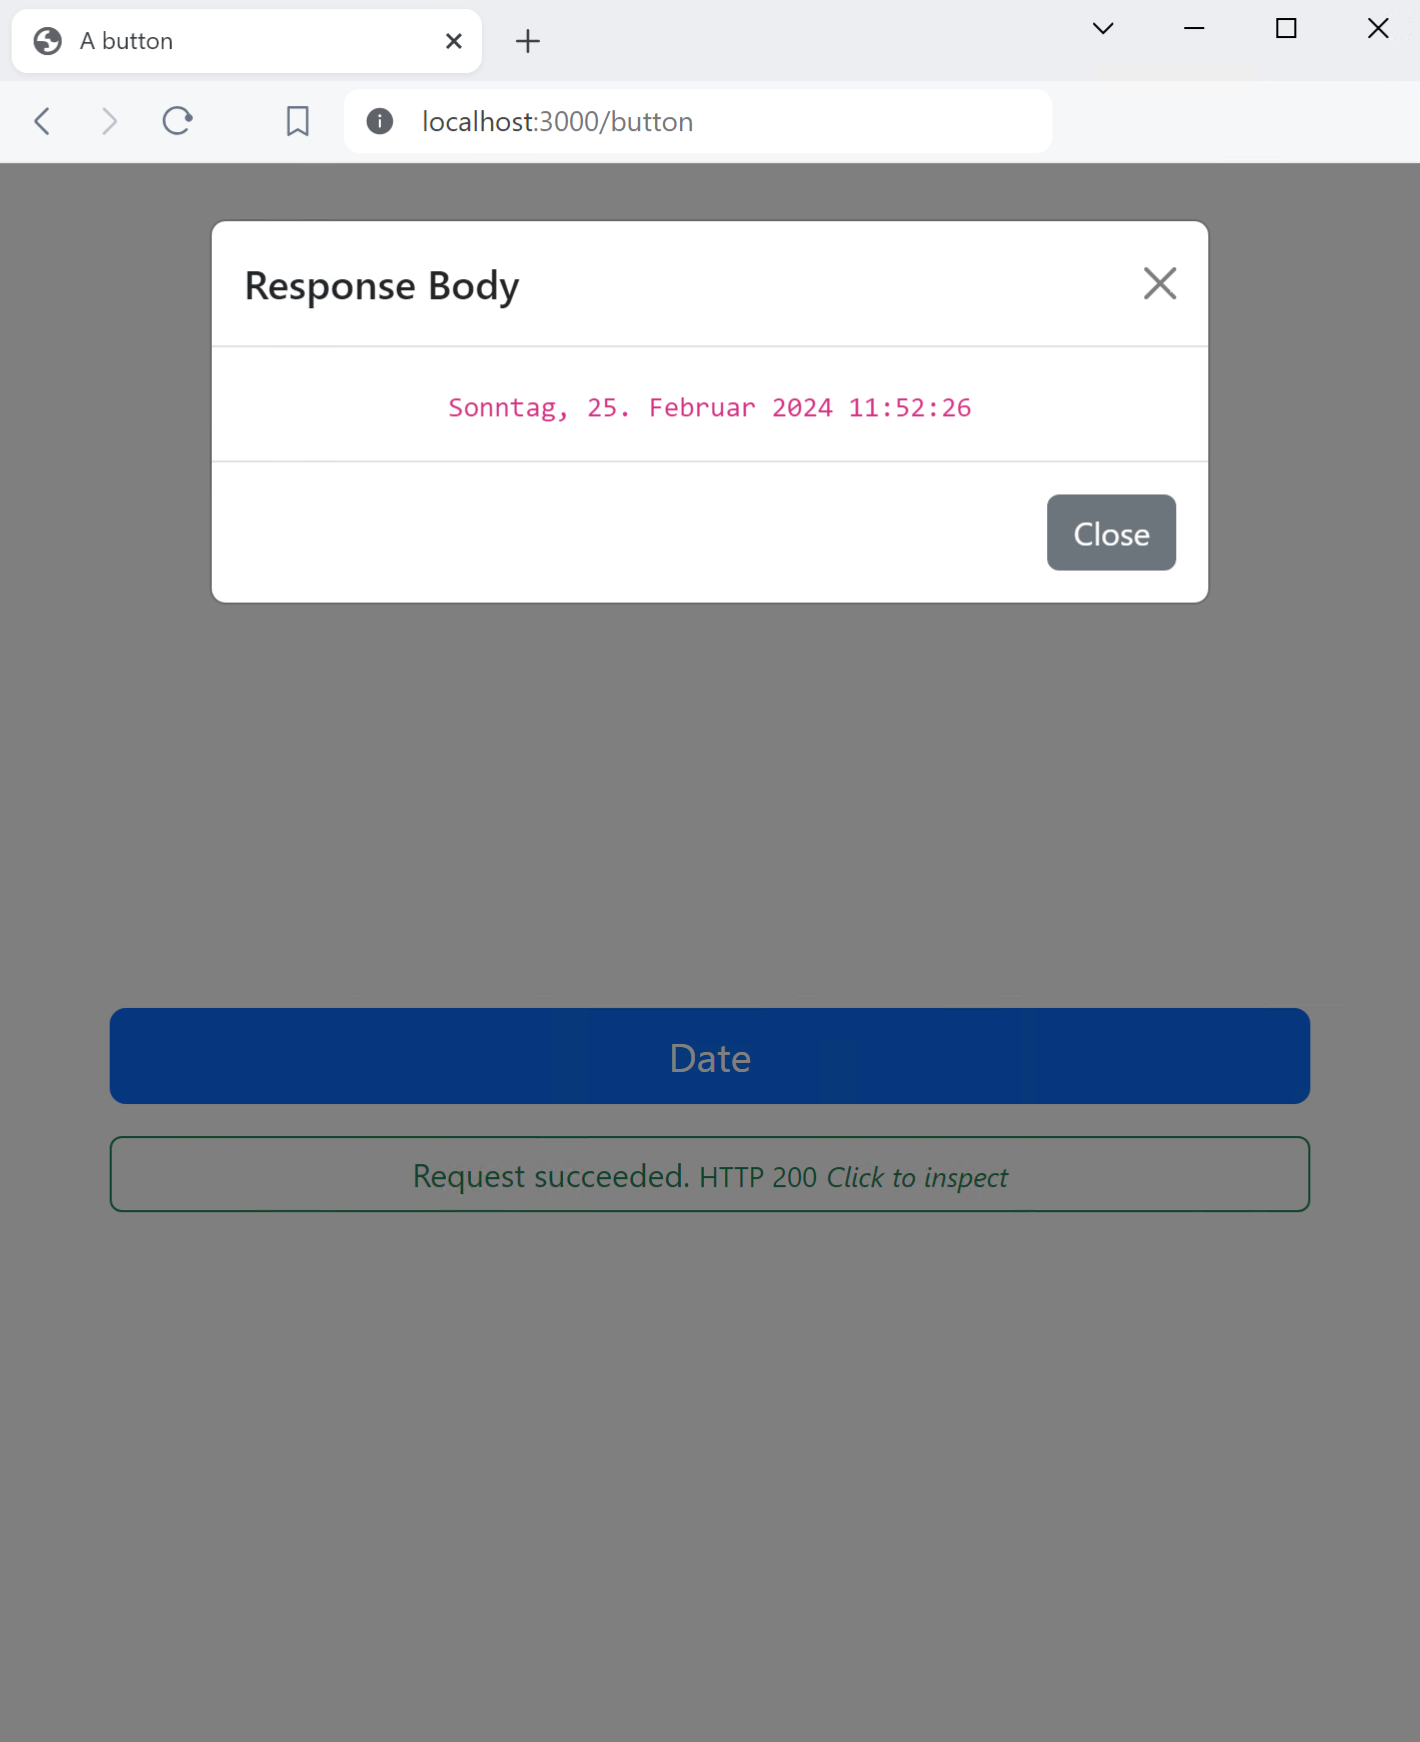 A button
localhost:3000/button
Response Body
Sonntag, 25. Februar 2024 11:52:26
Close
Date
Request succeeded. HTTP 200 Click to inspect